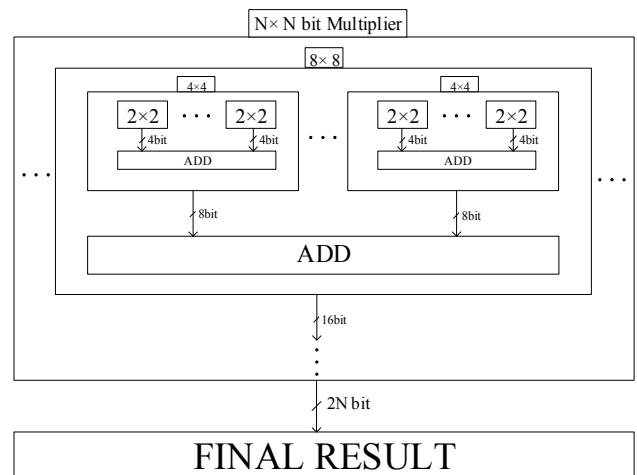 N× N bit Multiplier
8× 8
4×4
4×4
2×2 • • • 2×2
2×2 • • • 2×2
4bit
4bit
4bit
4bit
ADD
ADD
• • •
• • •
• • •
8bit
8bit
ADD
16bit
2N bit
FINAL RESULT